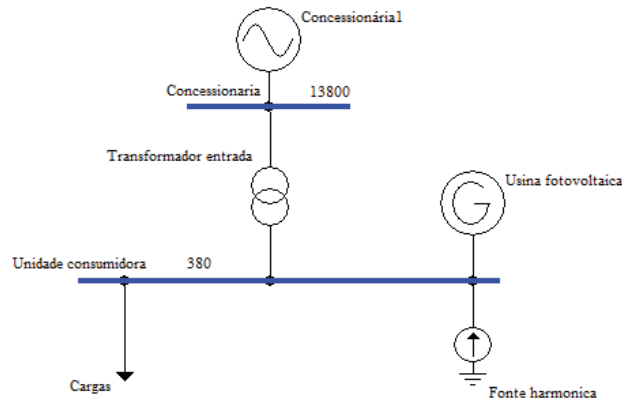 Concessionária1
Concessionaria 13800
Transformador entrada
Usina fotovoltaica
G
Unidade consumidora 380
Cargas
Fonte harmonica